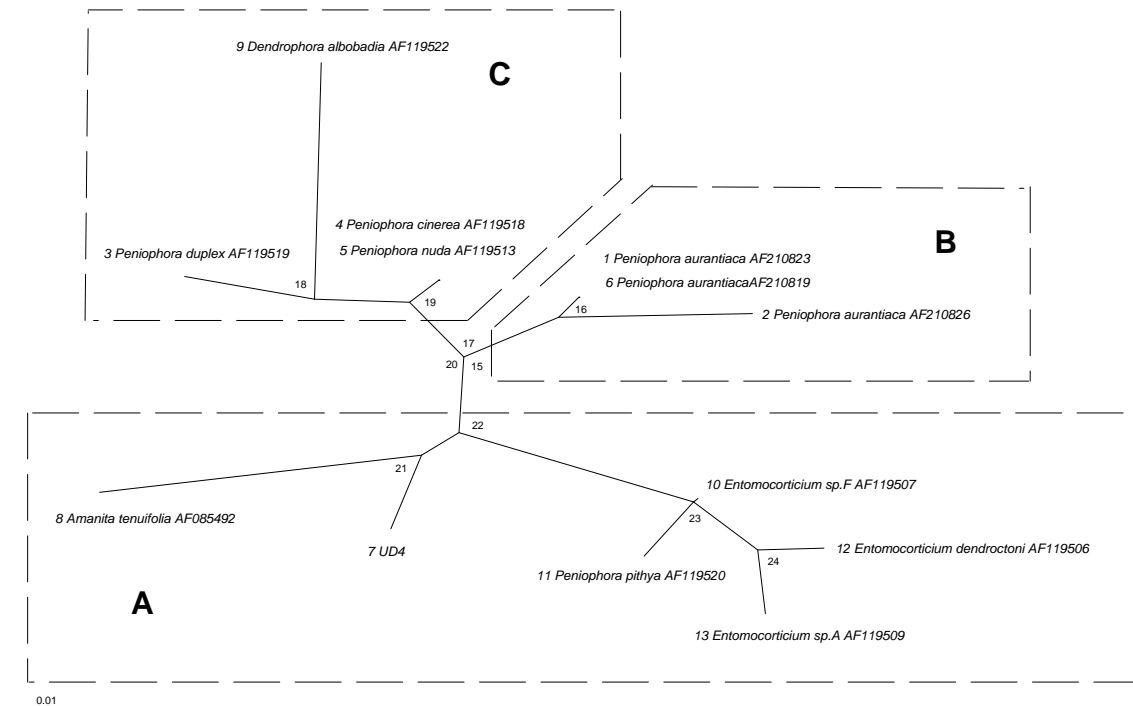 9 Dendrophora albobadia AF119522
C
4 Peniophora cinerea AF119518
3 Peniophora duplex AF119519
5 Peniophora nuda AF119513
B
1 Peniophora aurantiaca AF210823
6 Peniophora aurantiacaAF210819
18
19
16
2 Peniophora aurantiaca AF210826
17
20
15
22
21
10 Entomocorticium sp.F AF119507
8 Amanita tenuifolia AF085492
23
7 UD4
12 Entomocorticium dendroctoni AF119506
24
11 Peniophora pithya AF119520
A
13 Entomocorticium sp.A AF119509
0.01